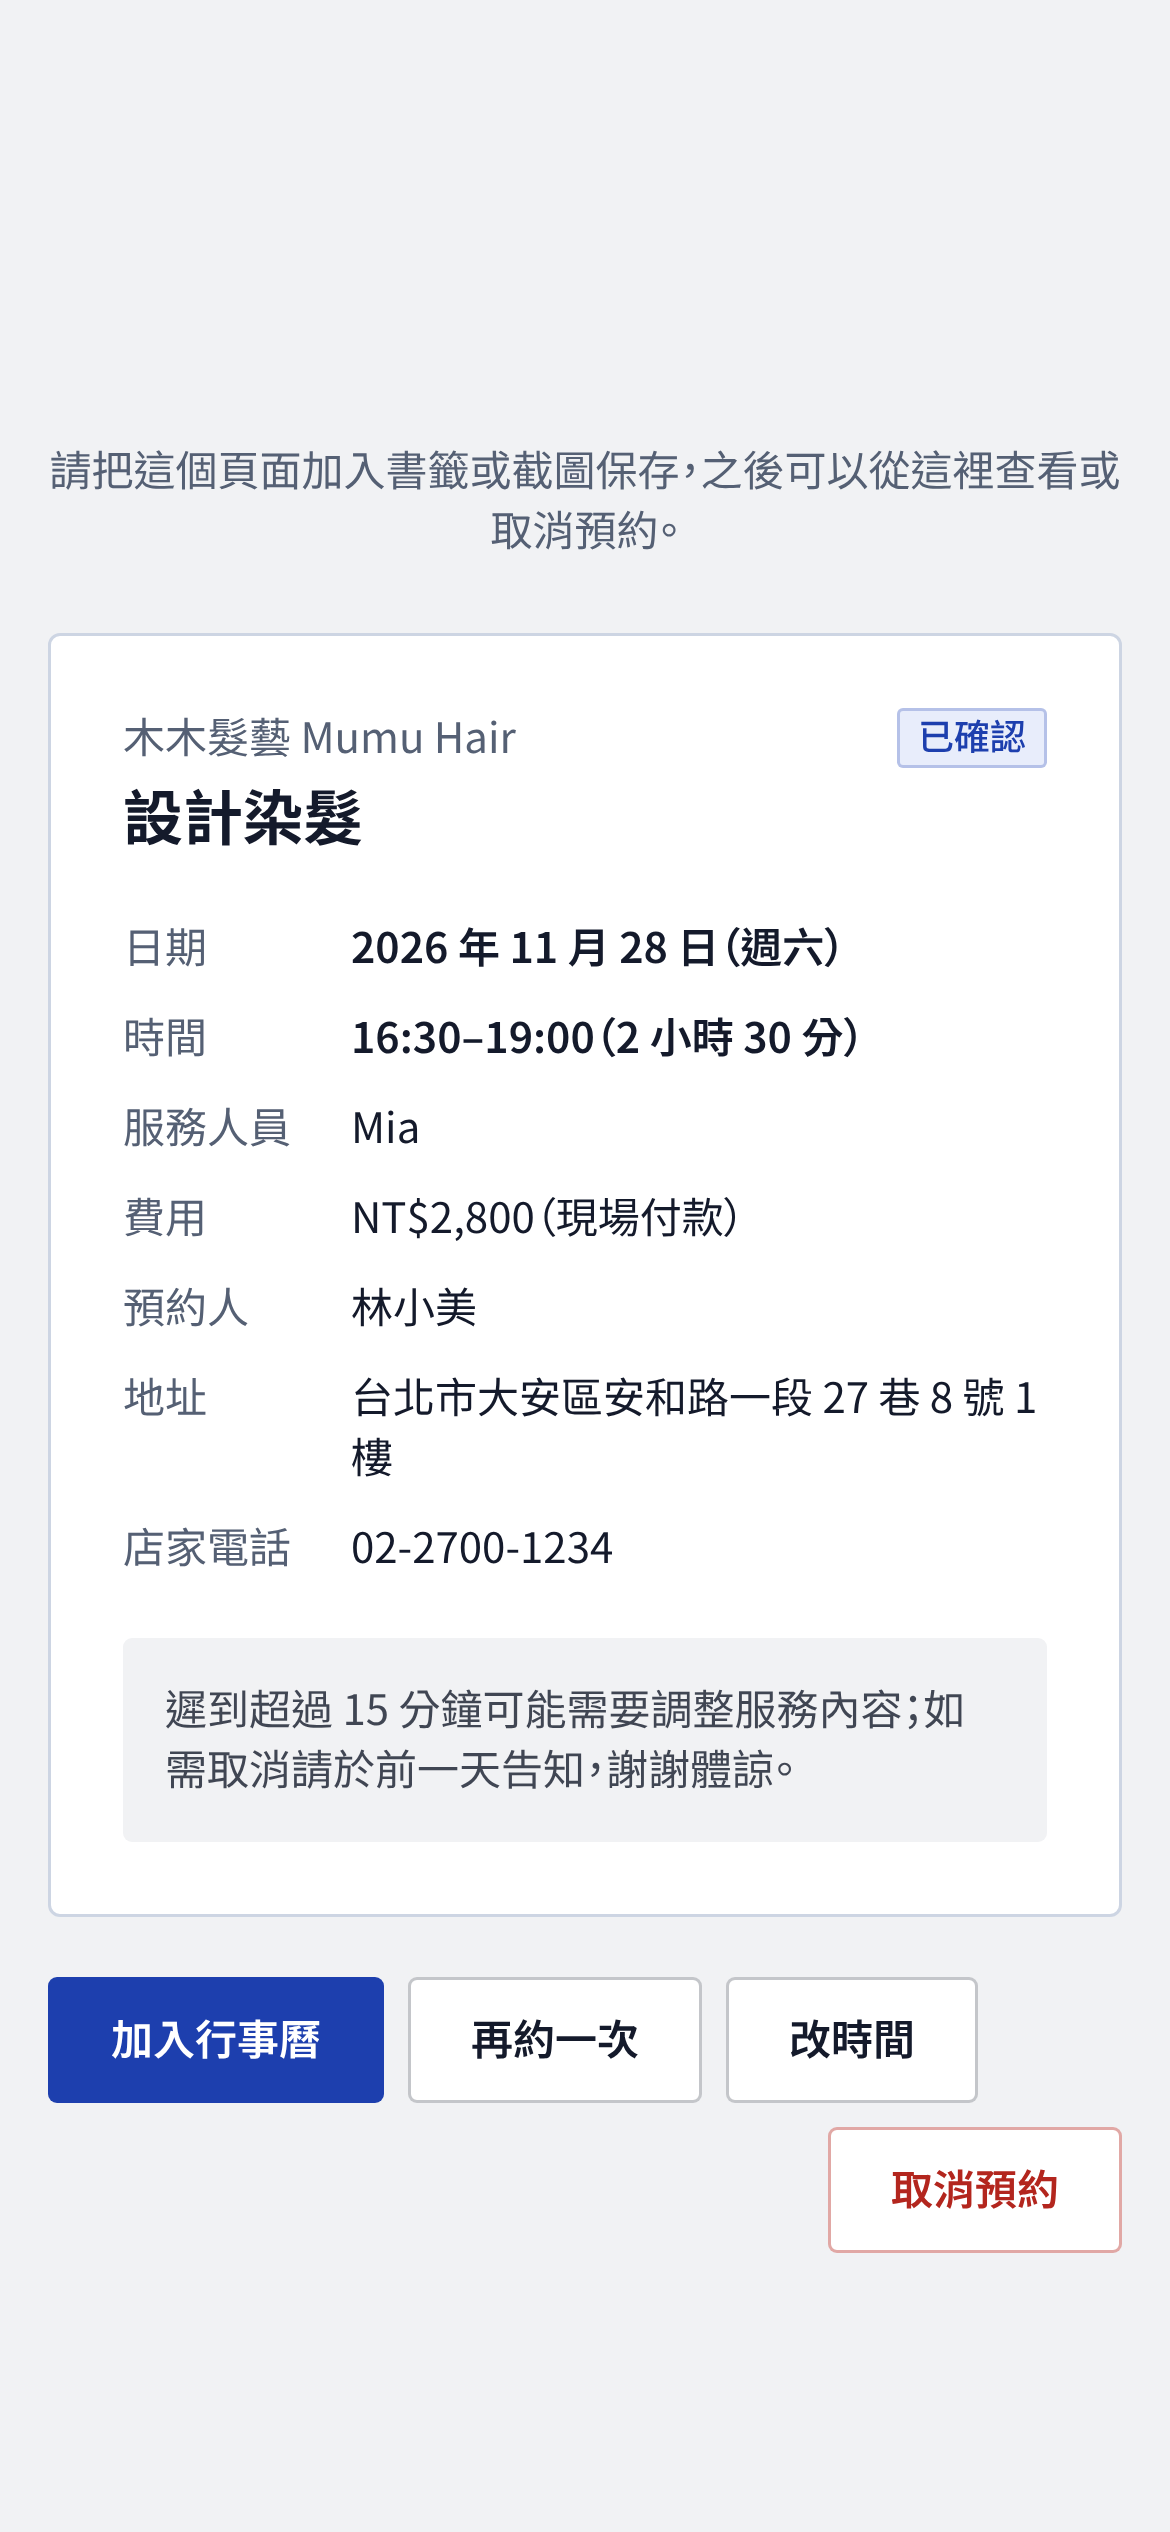 請把這個頁面加入書籤或截圖保存，之後可以從這裡查看或
取消預約。
木木髮藝 Mumu Hair
已確認
設計染髮
日期 2026 年 11 月 28 日（週六）
時間 16:30–19:00（2 小時 30 分）
服務人員 Mia
費用 NT$2,800（現場付款）
預約人 林小美
地址 台北市大安區安和路一段 27 巷 8 號 1
樓
店家電話 02-2700-1234
遲到超過 15 分鐘可能需要調整服務內容；如
需取消請於前一天告知，謝謝體諒。
加入行事曆 再約一次 改時間
取消預約